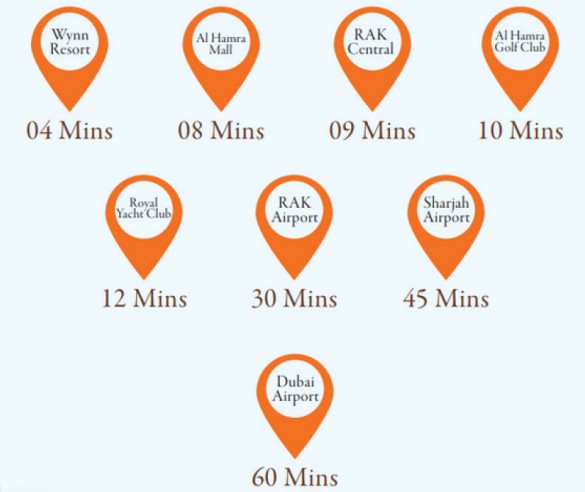 Wynn
Resort
04 Mins
Al Hamra
Mall
08 Mins
RAK
Central
09 Mins
Al Hamra
Golf Club
10 Mins
Royal
Yacht Club
12 Mins
RAK
Airport
30 Mins
Sharjah
Airport
45 Mins
Dubai
Airport
60 Mins